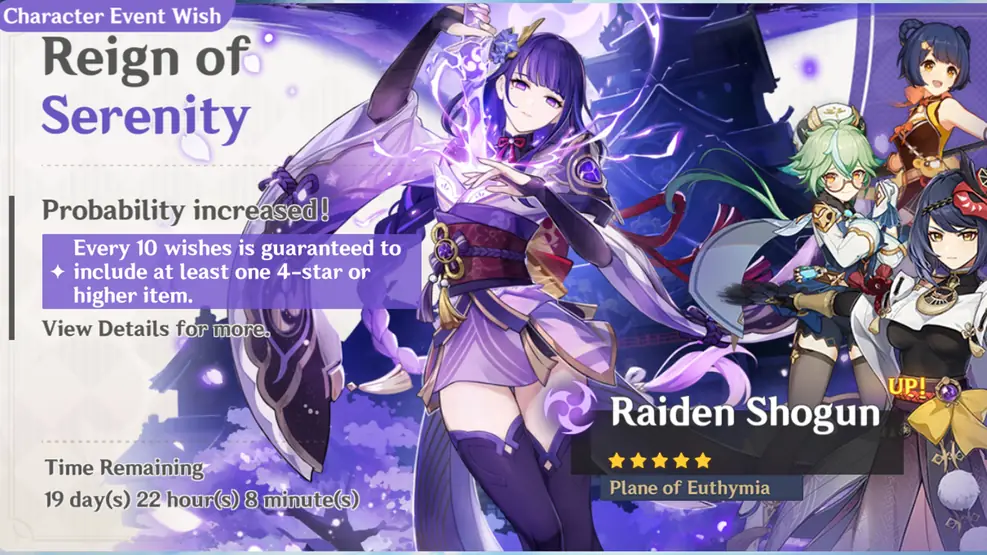 Character Event Wish
Reign of
Serenity
Probability increased!
Every 10 wishes is guaranteed to
include at least one 4-star or
higher item.
View Details for more.
Time Remaining
19 day(s) 22 hour(s) 8 minute(s)
UP!
Raiden Shogun
Plane of Euthymia